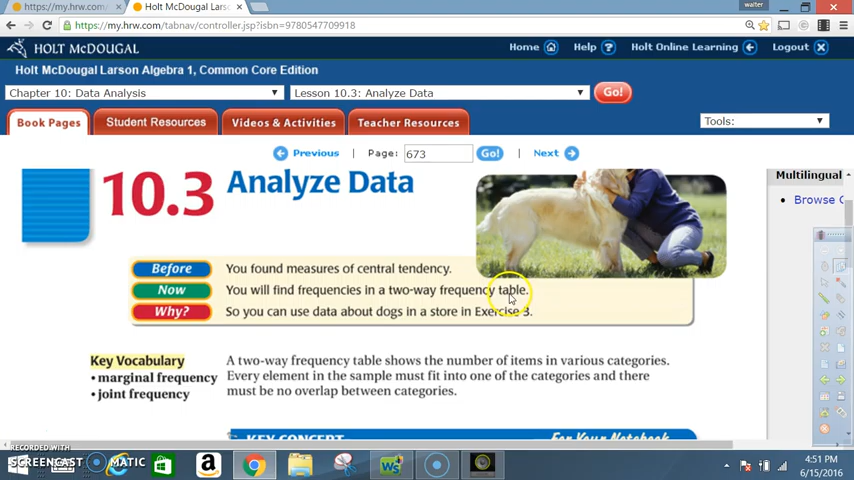 walter
https://my.hrw.com/tabnav/
Holt McDougal Larso
https://my.hrw.com/tabnav/controller.jsp?isbn=9780547709918
HOLT McDOUGAL
Home
Help
Holt Online Learning
Logout
Holt McDougal Larson Algebra 1, Common Core Edition
Chapter 10: Data Analysis
Lesson 10.3: Analyze Data
Go!
Book Pages
Student Resources
Videos & Activities
Teacher Resources
Tools:
Previous | Page: 673 Go! | Next
10.3 Analyze Data
Multilingual
Browse
Before You found measures of central tendency.
Now You will find frequencies in a two-way frequency table.
Why? So you can use data about dogs in a store in Exercise 3.
Key Vocabulary
• marginal frequency
• joint frequency
A two-way frequency table shows the number of items in various categories.
Every element in the sample must fit into one of the categories and there
must be no overlap between categories.
KEY CONCEPT
For Your Notebook
RECORDED WITH
SCREENCAST MATIC
4:51 PM
6/15/2016